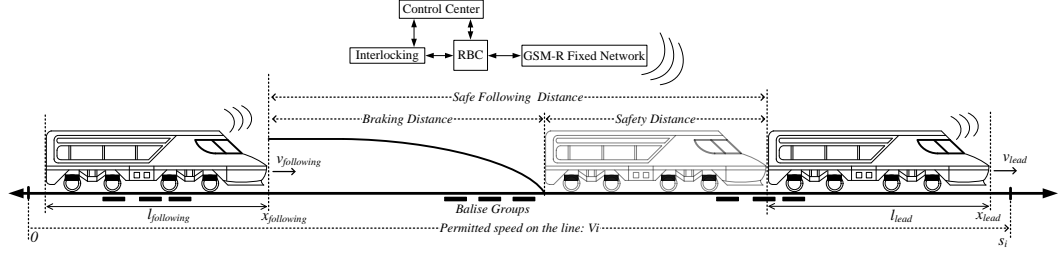 Control Center
Interlocking
RBC
GSM-R Fixed Network
Safe Following Distance
Braking Distance
Safety Distance
v_following
v_lead
l_following
x_following
Balise Groups
l_lead
x_lead
0
Permitted speed on the line: Vi
s_i